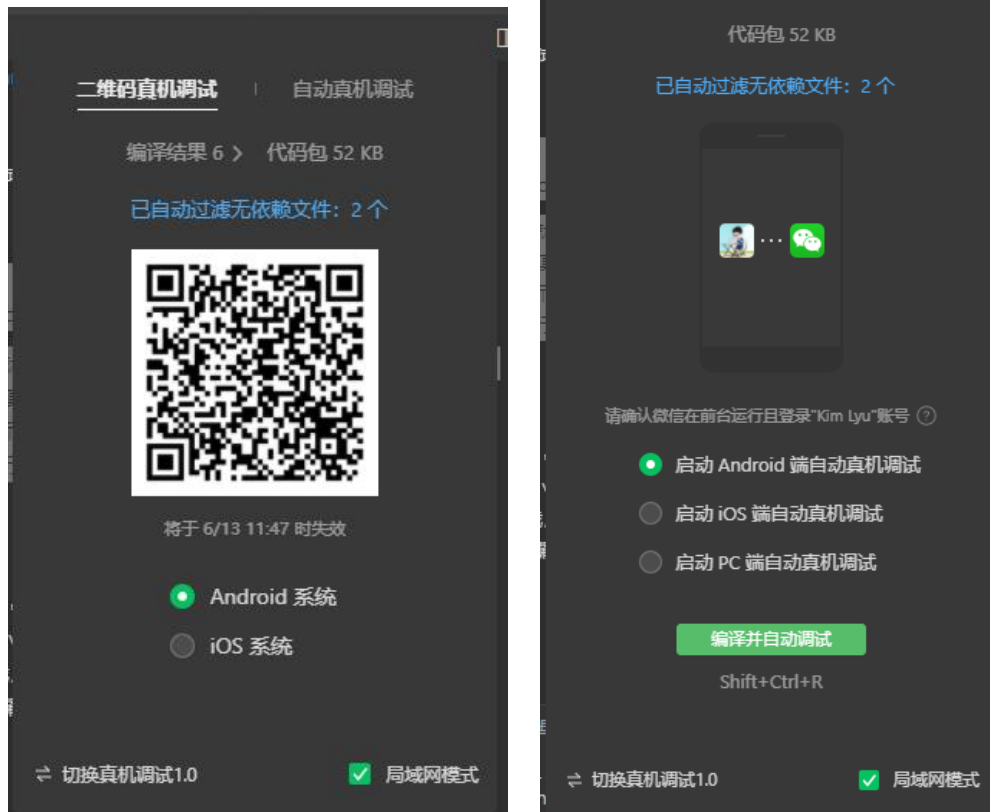 二维码真机调试
自动真机调试
编译结果 6 > 代码包 52 KB
已自动过滤无依赖文件：2 个
将于 6/13 11:47 时失效
Android 系统
iOS 系统
切换真机调试1.0
局域网模式
代码包 52 KB
已自动过滤无依赖文件：2 个
请确认微信在前台运行且登录"Kim Lyu"账号 ?
启动 Android 端自动真机调试
启动 iOS 端自动真机调试
启动 PC 端自动真机调试
编译并自动调试
Shift+Ctrl+R
切换真机调试1.0
局域网模式